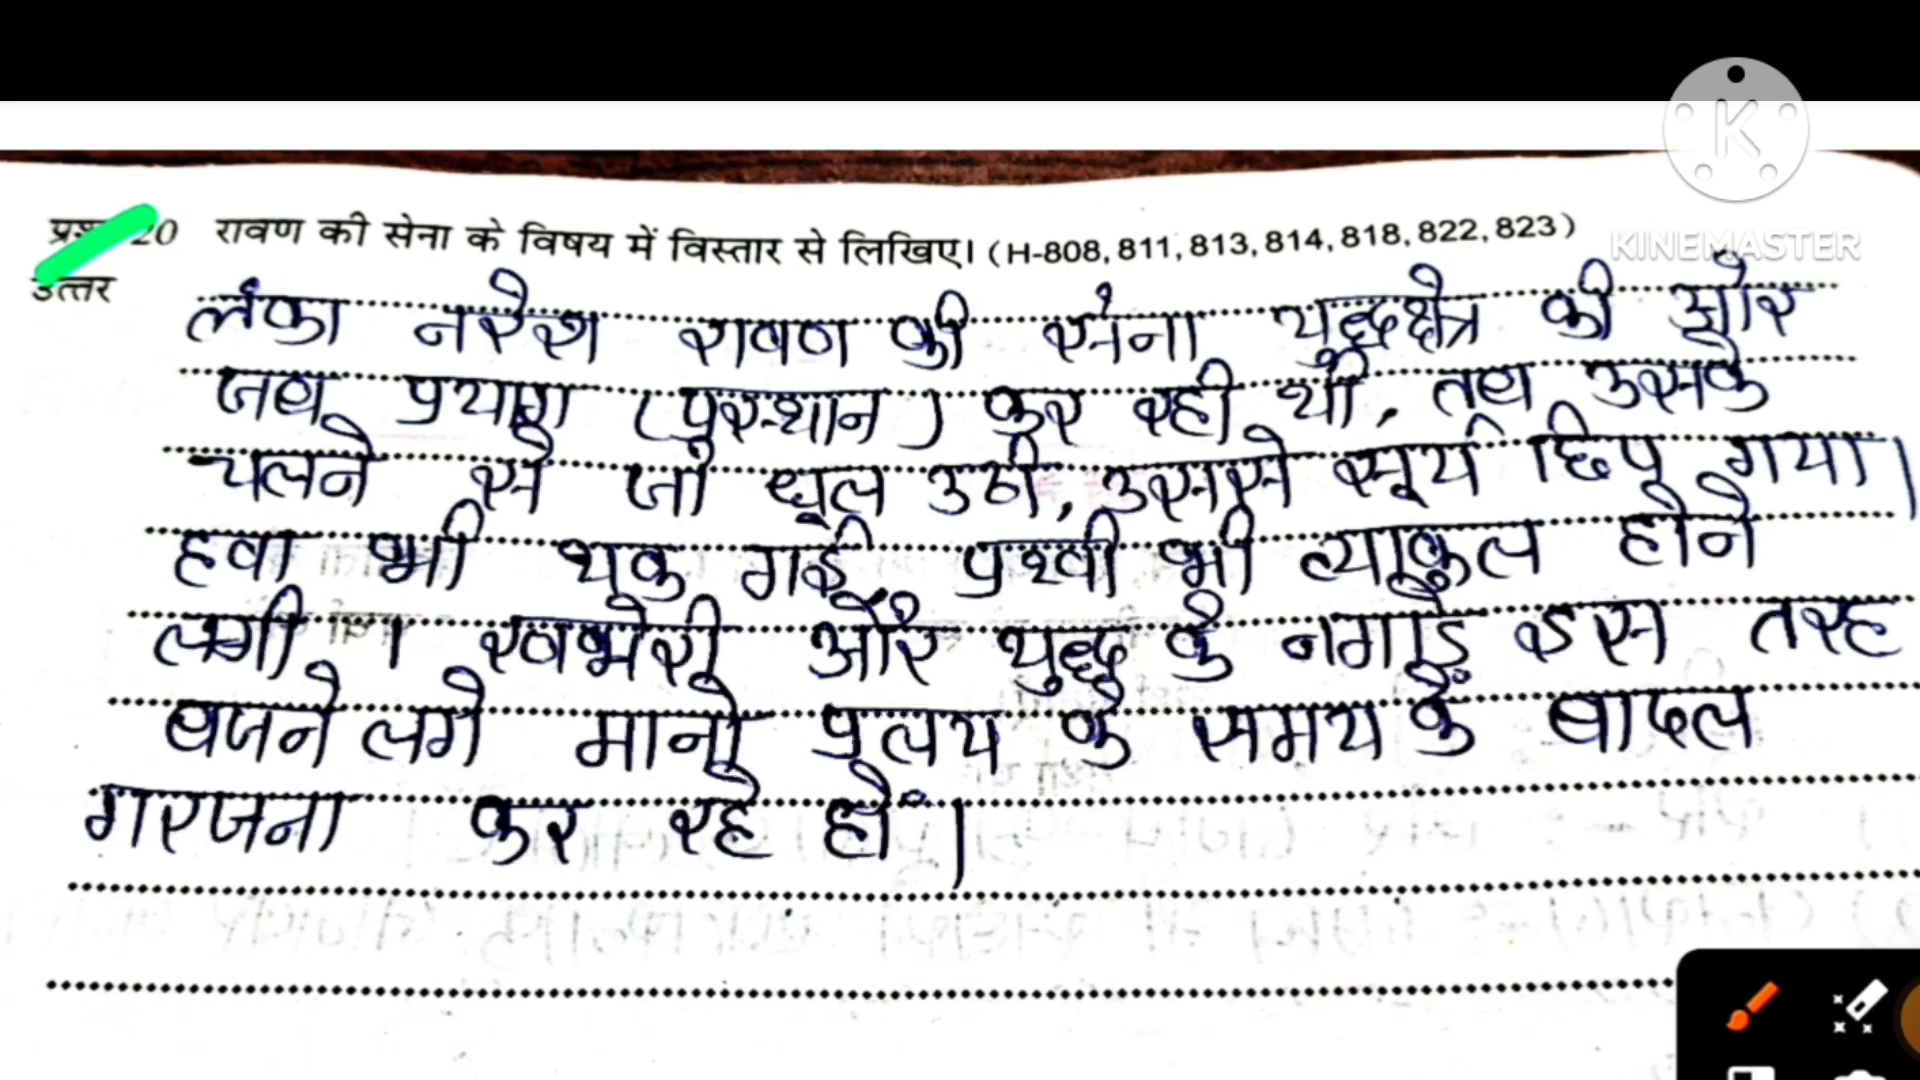 KINEMASTER
प्रश्न 20 रावण की सेना के विषय में विस्तार से लिखिए। (H-808, 811, 813, 814, 818, 822, 823)
उत्तर
लंका नरेश रावण की सेना युद्धक्षेत्र की ओर
जब प्रयाण (प्रस्थान) कर रही थी, तब उसके
चलने से जो धूल उठी, उससे सूर्य छिप गया।
हवा भी थक गई, पृथ्वी भी व्याकुल होने
लगी । रणभेरी और युद्ध के नगाड़े इस तरह
बजने लगे मानो प्रलय के समय के बादल
गरजना कर रहे हों।